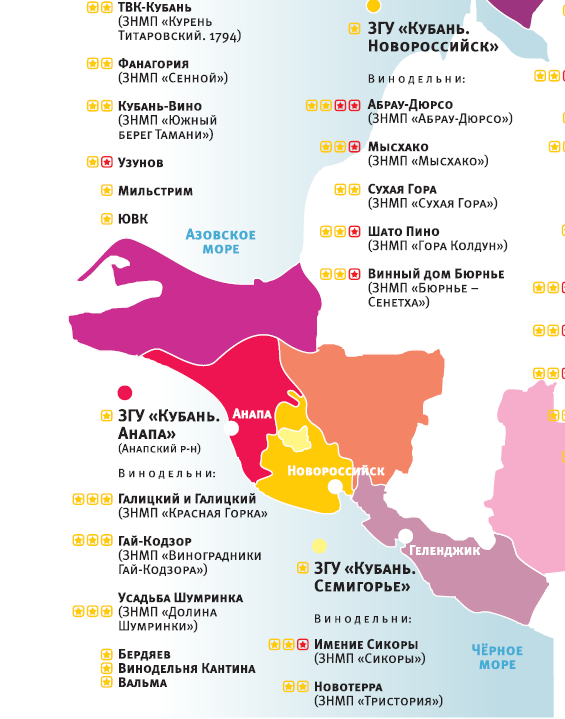 ТВК-Кубань
(ЗНМП «Курень
Титаровский. 1794)
Фанагория
(ЗНМП «Сенной»)
Кубань-Вино
(ЗНМП «Южный
берег Тамани»)
Узунов
Мильстрим
ЮВК
Азовское
море
ЗГУ «Кубань.
Новороссийск»
Винодельни:
Абрау-Дюрсо
(ЗНМП «Абрау-Дюрсо»)
Мысхако
(ЗНМП «Мысхако»)
Сухая Гора
(ЗНМП «Сухая Гора»)
Шато Пино
(ЗНМП «Гора Колдун»)
Винный дом Бюрнье
(ЗНМП «Бюрнье –
Сенетха»)
ЗГУ «Кубань.
Анапа»
(Анапский р-н)
Винодельни:
Галицкий и Галицкий
(ЗНМП «Красная Горка»
Гай-Кодзор
(ЗНМП «Виноградники
Гай-Кодзора»)
Усадьба Шумринка
(ЗНМП «Долина
Шумринки»)
Бердяев
Винодельня Кантина
Вальма
Анапа
Новороссийск
Геленджик
ЗГУ «Кубань.
Семигорье»
Винодельни:
Имение Сикоры
(ЗНМП «Сикоры»)
Новотерра
(ЗНМП «Тристория»)
Чёрное
море